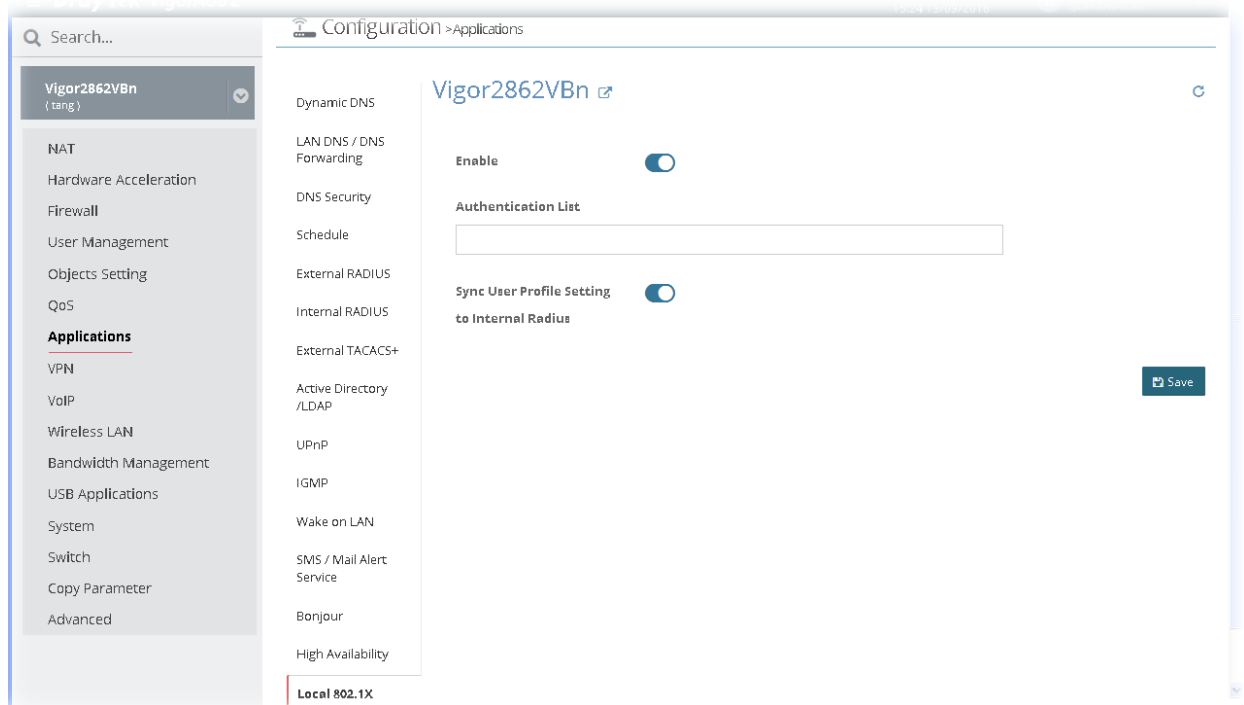 Search...
Configuration >Applications
Vigor2862VBn
( tang )
NAT
Hardware Acceleration
Firewall
User Management
Objects Setting
QoS
Applications
VPN
VoIP
Wireless LAN
Bandwidth Management
USB Applications
System
Switch
Copy Parameter
Advanced
Dynamic DNS
LAN DNS / DNS
Forwarding
DNS Security
Schedule
External RADIUS
Internal RADIUS
External TACACS+
Active Directory
/LDAP
UPnP
IGMP
Wake on LAN
SMS / Mail Alert
Service
Bonjour
High Availability
Local 802.1X
Vigor2862VBn
Enable
Authentication List
Sync User Profile Setting
to Internal Radius
Save